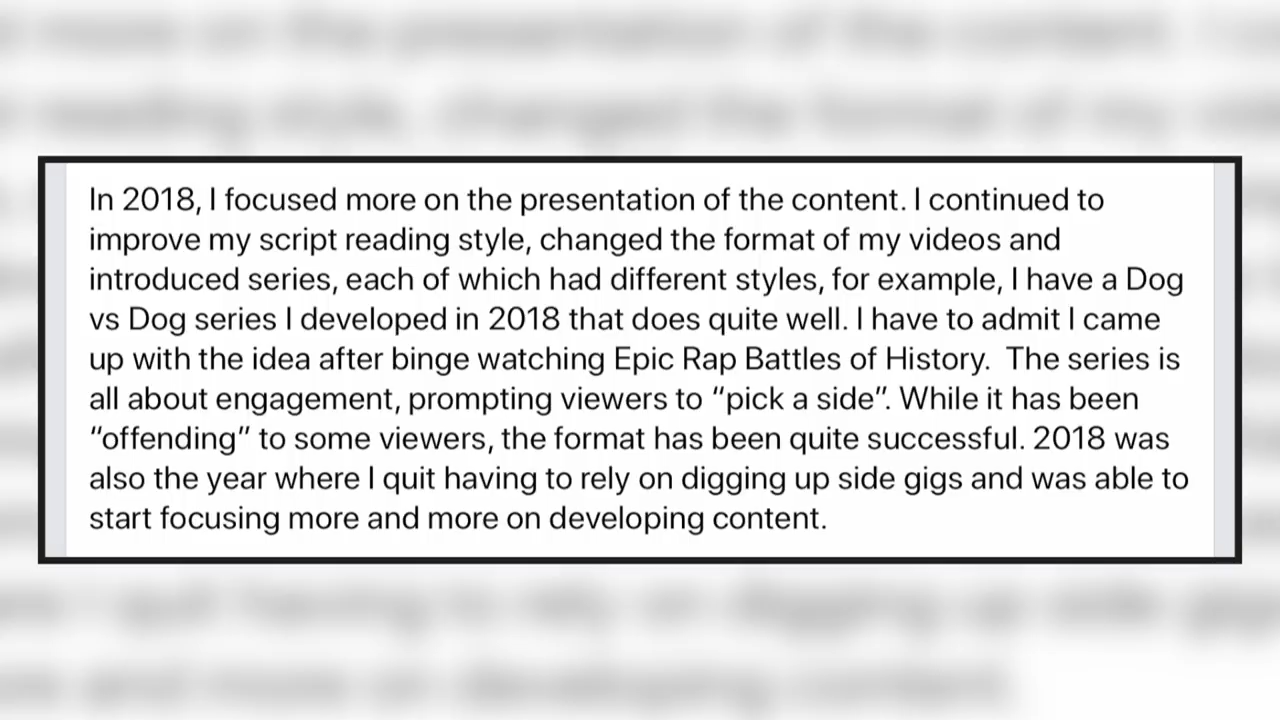 In 2018, I focused more on the presentation of the content. I continued to
improve my script reading style, changed the format of my videos and
introduced series, each of which had different styles, for example, I have a Dog
vs Dog series I developed in 2018 that does quite well. I have to admit I came
up with the idea after binge watching Epic Rap Battles of History.  The series is
all about engagement, prompting viewers to “pick a side”. While it has been
“offending” to some viewers, the format has been quite successful. 2018 was
also the year where I quit having to rely on digging up side gigs and was able to
start focusing more and more on developing content.